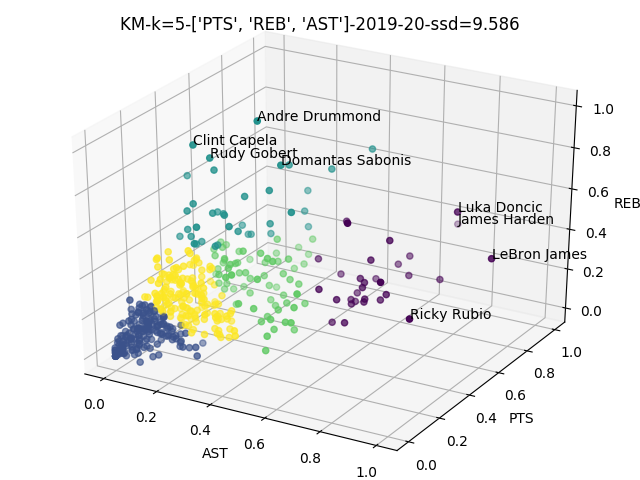 KM-k=5-['PTS', 'REB', 'AST']-2019-20-ssd=9.586
Andre Drummond
Clint Capela
Rudy Gobert
Domantas Sabonis
Luka Doncic
James Harden
LeBron James
Ricky Rubio
1.0
0.8
0.6
0.4
0.2
0.0
REB
1.0
0.8
0.6
0.4
0.2
0.0
PTS
0.0
0.2
0.4
0.6
0.8
1.0
AST